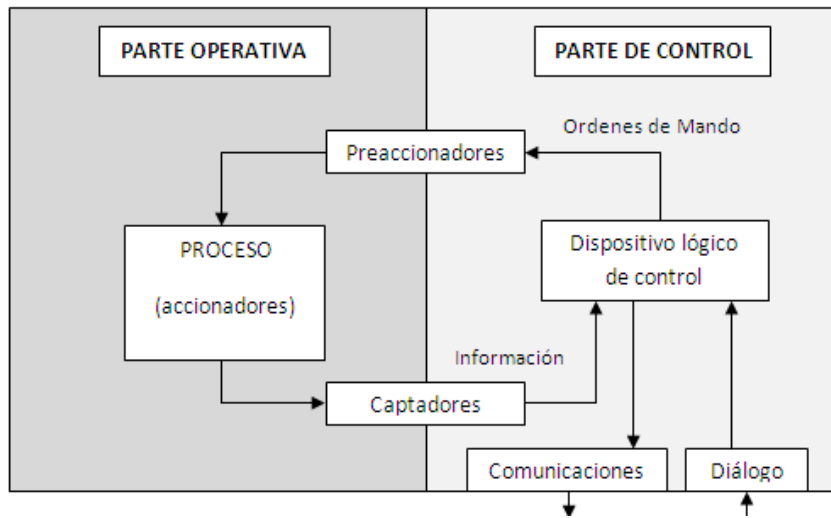 PARTE OPERATIVA
PARTE DE CONTROL
Ordenes de Mando
Preaccionadores
PROCESO
(accionadores)
Dispositivo lógico
de control
Información
Captadores
Comunicaciones
Diálogo